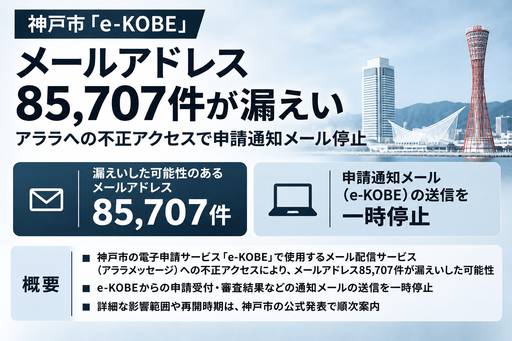 神戸市「e-KOBE」
メールアドレス
85,707件が漏えい
アララへの不正アクセスで申請通知メール停止
漏えいした可能性のある
メールアドレス
85,707件
申請通知メール
（e-KOBE）の送信を
一時停止
概要
■ 神戸市の電子申請サービス「e-KOBE」で使用するメール配信サービス
（アララメッセージ）への不正アクセスにより、メールアドレス85,707件が漏えいした可能性
■ e-KOBEからの申請受付・審査結果などの通知メールの送信を一時停止
■ 詳細な影響範囲や再開時期は、神戸市の公式発表で順次案内